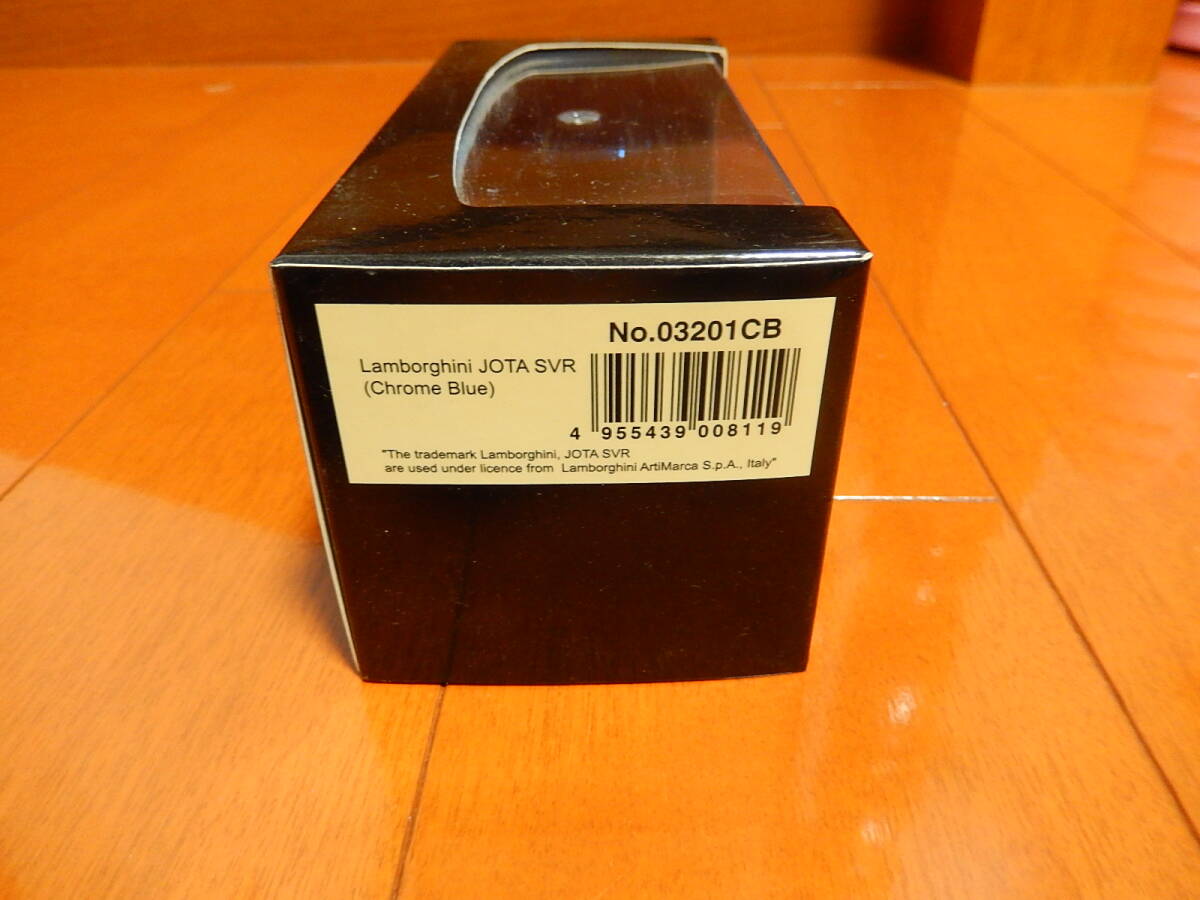 No.03201CB
Lamborghini JOTA SVR
(Chrome Blue)
4 955439 008119
"The trademark Lamborghini, JOTA SVR
are used under licence from Lamborghini ArtiMarca S.p.A., Italy"